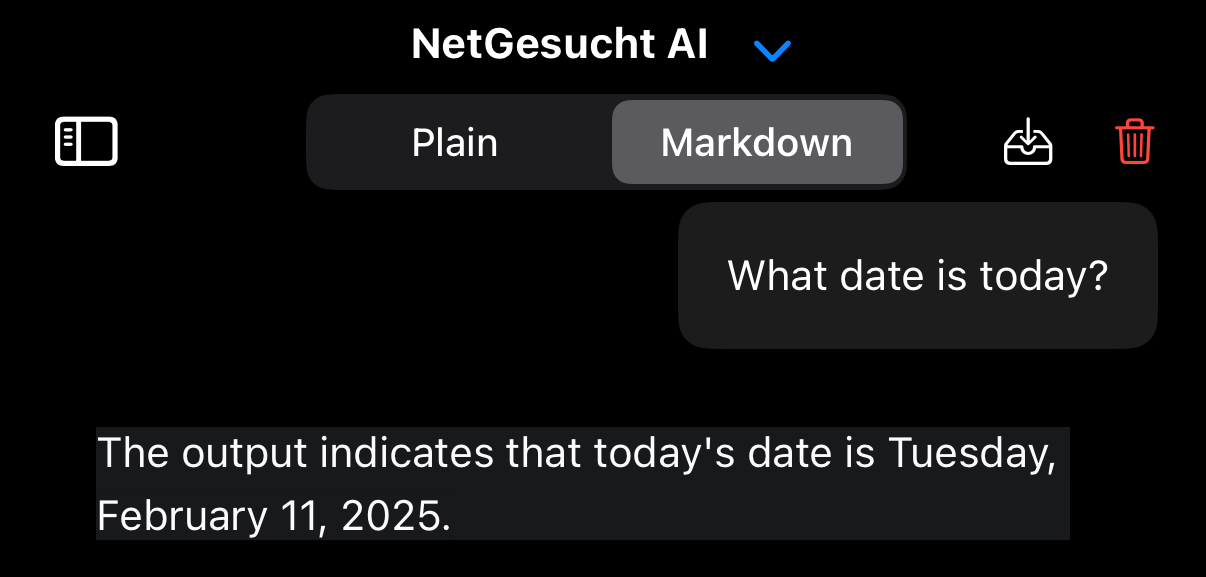 NetGesucht AI
Plain
Markdown
What date is today?
The output indicates that today's date is Tuesday,
February 11, 2025.